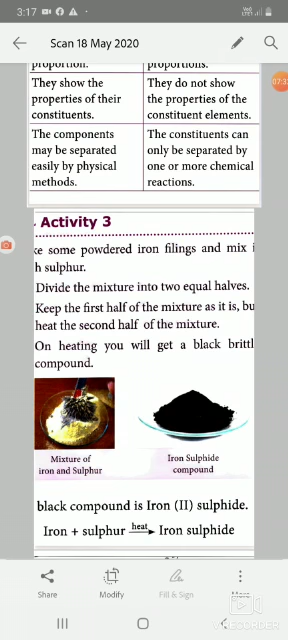 3:17
Scan 18 May 2020
proportion.
proportions.
They show the
properties of their
constituents.
They do not show
the properties of the
constituent elements.
The components
may be separated
easily by physical
methods.
The constituents can
only be separated by
one or more chemical
reactions.
07:3
Activity 3
ke some powdered iron filings and mix i
h sulphur.
Divide the mixture into two equal halves.
Keep the first half of the mixture as it is, bu
heat the second half of the mixture.
On heating you will get a black brittl
compound.
Mixture of
iron and Sulphur
Iron Sulphide
compound
black compound is Iron (II) sulphide.
Iron + sulphur heat Iron sulphide
Share
Modify
Fill & Sign
More
RECORDER